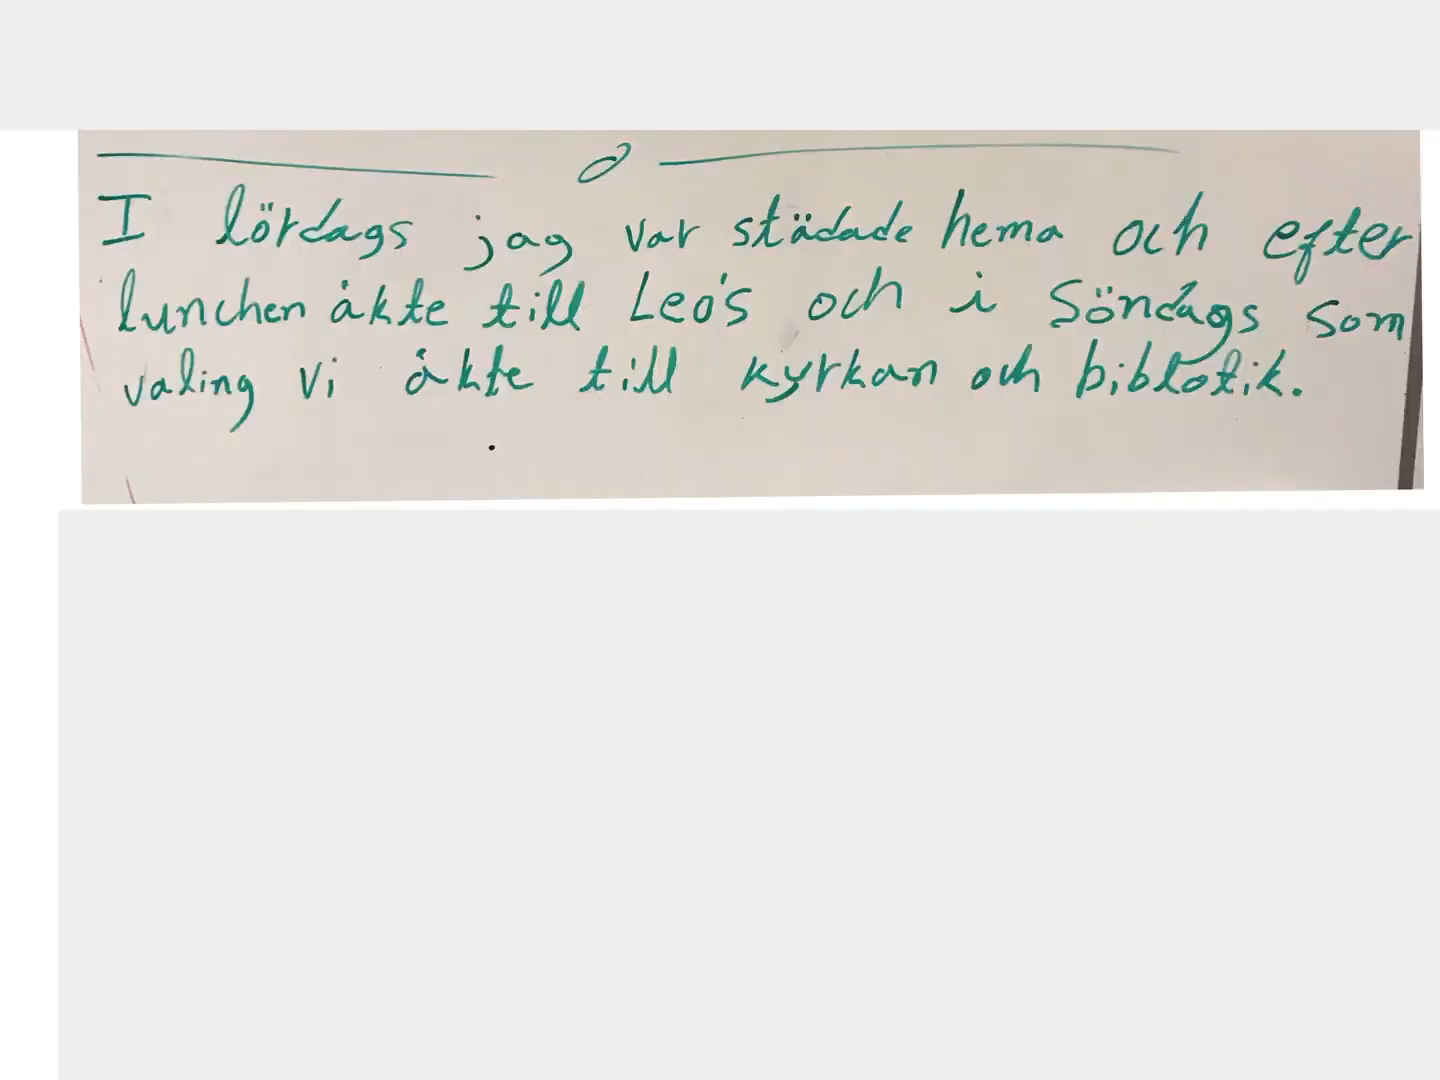 I lördags jag var städade hema och efter
lunchen åkte till Leo's och i Söndags som
valing vi åkte till kyrkan och biblotik.